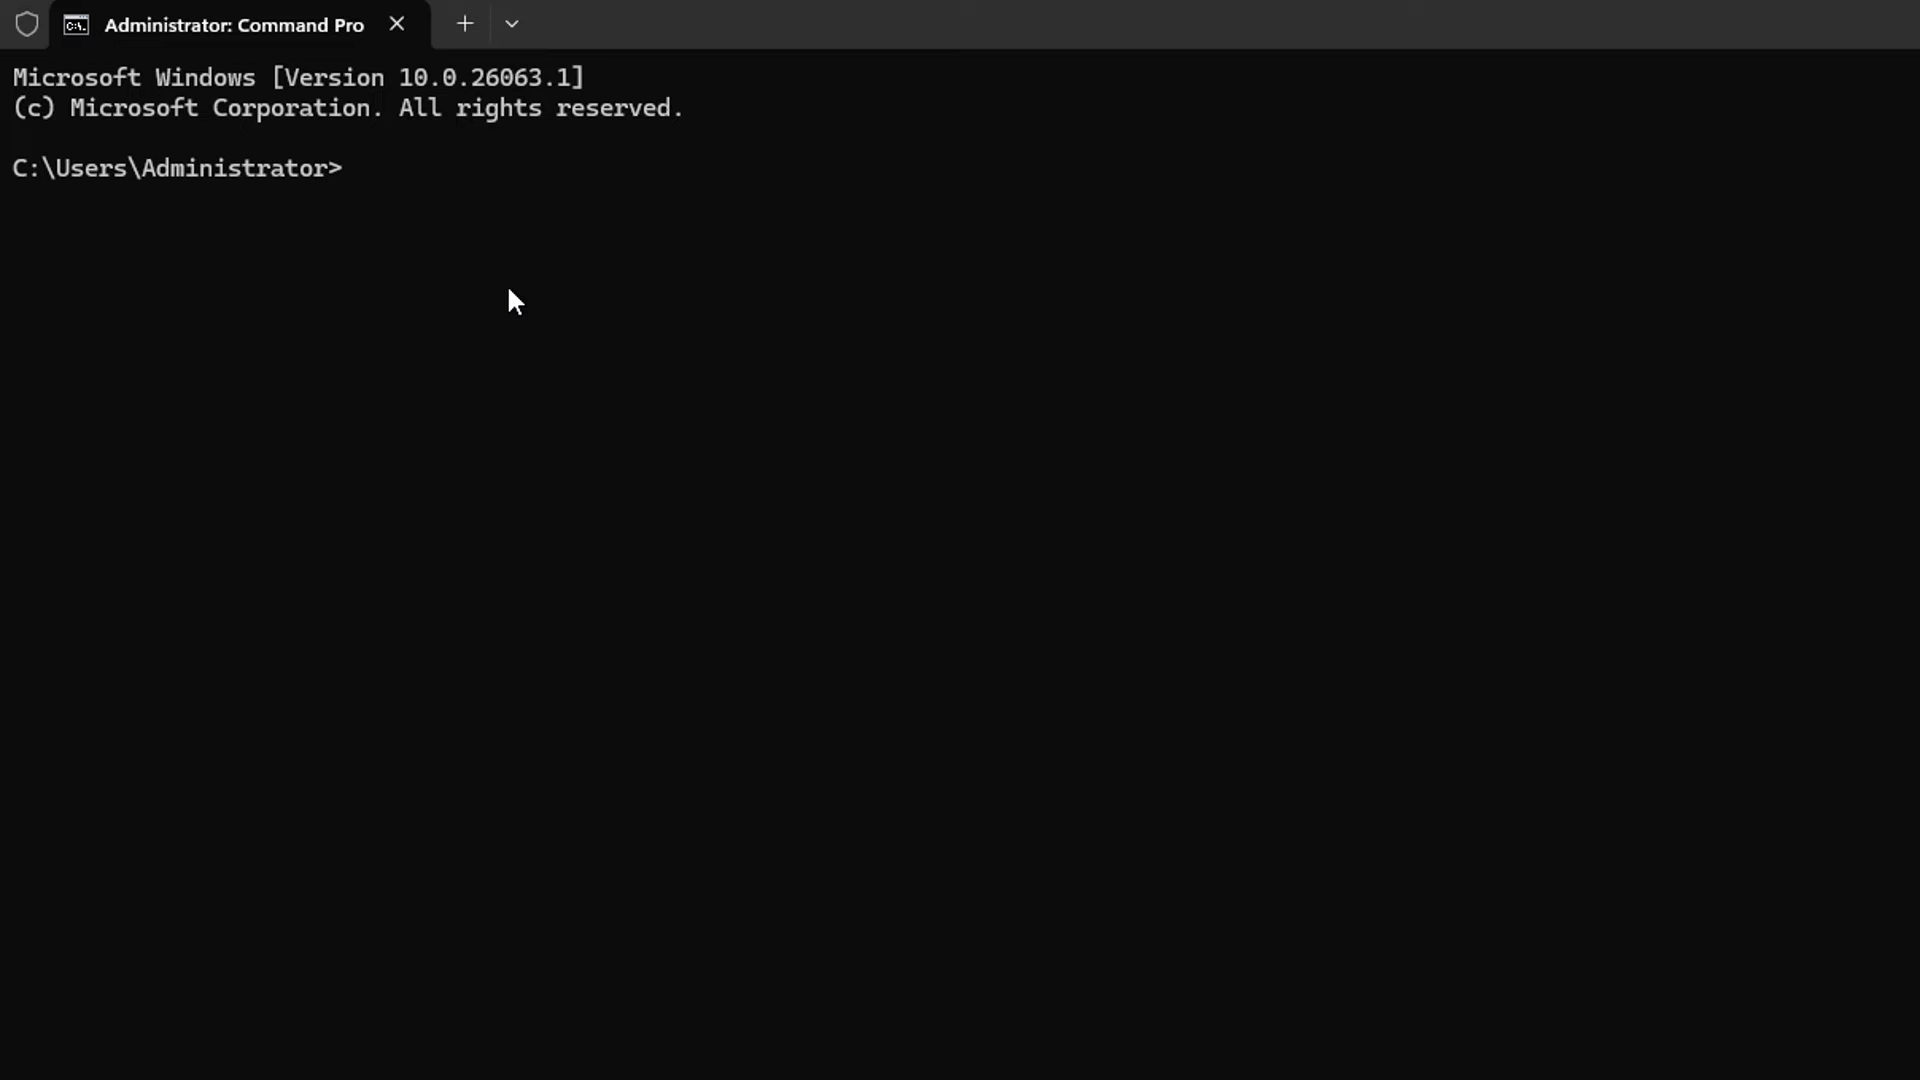 Administrator: Command Pro
Microsoft Windows [Version 10.0.26063.1]
(c) Microsoft Corporation. All rights reserved.
C:\Users\Administrator>